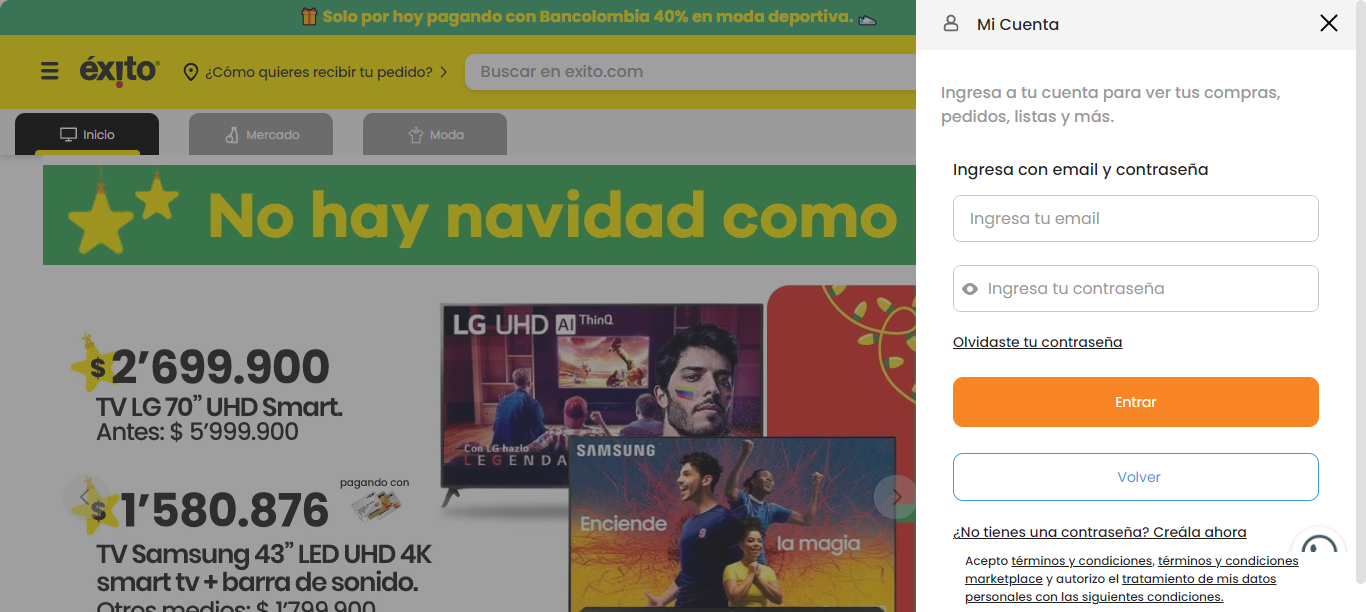 Solo por hoy pagando con Bancolombia 40% en moda deportiva.
éxito
¿Cómo quieres recibir tu pedido?
Buscar en exito.com
Inicio
Mercado
Moda
No hay navidad como
LG UHD AI ThinQ
$ 2’699.900
TV LG 70” UHD Smart.
Antes: $ 5’999.900
Con LG hazlo
LEGENDA
SAMSUNG
pagando con
$ 1’580.876
TV Samsung 43” LED UHD 4K
smart tv + barra de sonido.
Otros medios: $ 1’799.900
Enciende
la magia
Mi Cuenta
Ingresa a tu cuenta para ver tus compras,
pedidos, listas y más.
Ingresa con email y contraseña
Ingresa tu email
Ingresa tu contraseña
Olvidaste tu contraseña
Entrar
Volver
¿No tienes una contraseña? Creála ahora
Acepto términos y condiciones, términos y condiciones
marketplace y autorizo el tratamiento de mis datos
personales con las siguientes condiciones.